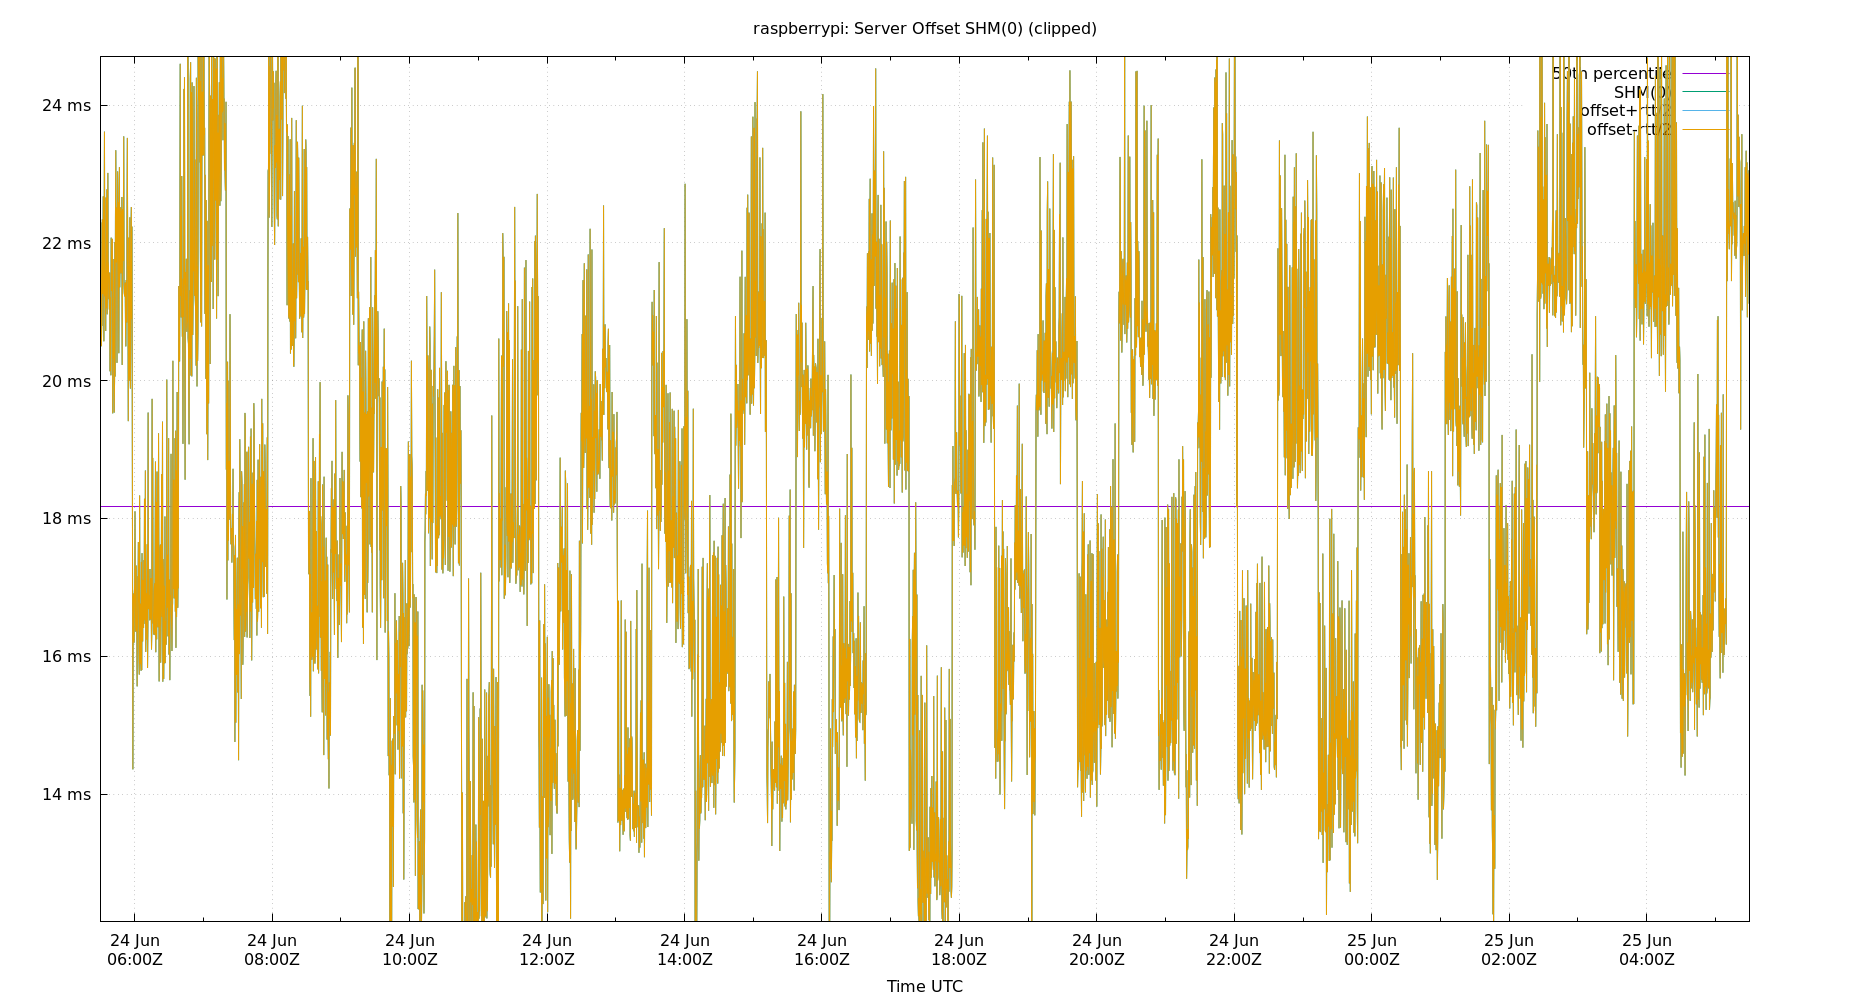 raspberrypi: Server Offset SHM(0) (clipped)
50th percentile
SHM(0)
offset+rtt/2
offset-rtt/2
24 ms
22 ms
20 ms
18 ms
16 ms
14 ms
24 Jun 24 Jun 24 Jun 24 Jun 24 Jun 24 Jun 24 Jun 24 Jun 24 Jun 25 Jun 25 Jun 25 Jun
06:00Z 08:00Z 10:00Z 12:00Z 14:00Z 16:00Z 18:00Z 20:00Z 22:00Z 00:00Z 02:00Z 04:00Z
Time UTC